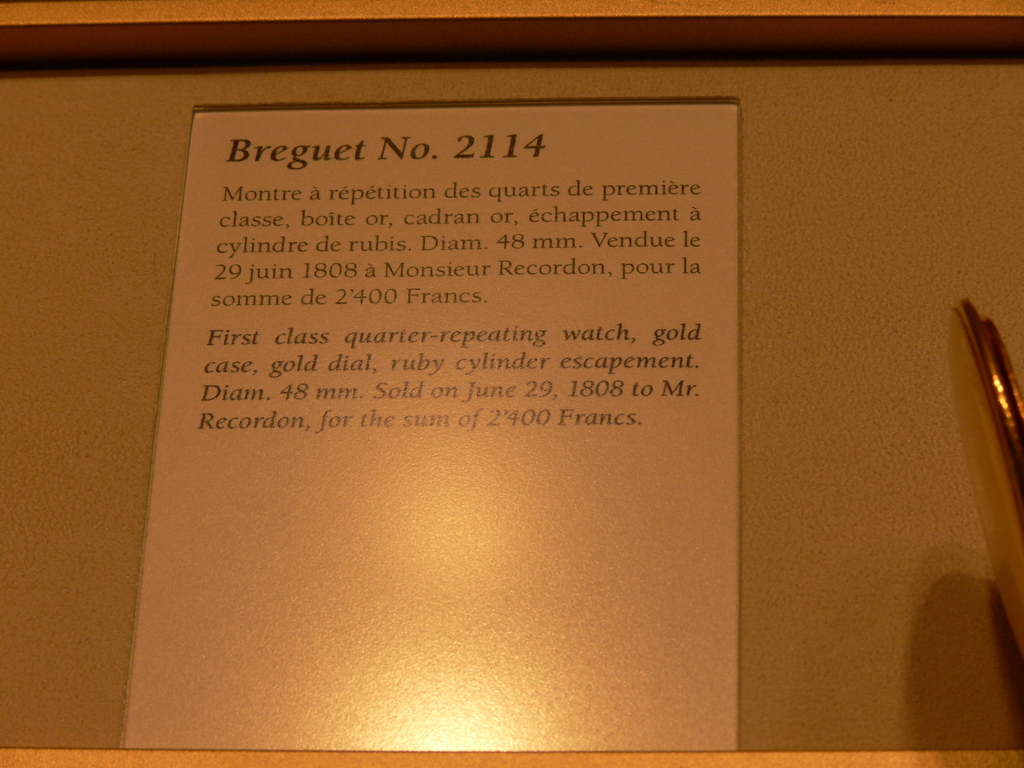 Breguet No. 2114
Montre à répétition des quarts de première
classe, boîte or, cadran or, échappement à
cylindre de rubis. Diam. 48 mm. Vendue le
29 juin 1808 à Monsieur Recordon, pour la
somme de 2'400 Francs.
First class quarter-repeating watch, gold
case, gold dial, ruby cylinder escapement.
Diam. 48 mm. Sold on June 29, 1808 to Mr.
Recordon, for the sum of 2'400 Francs.